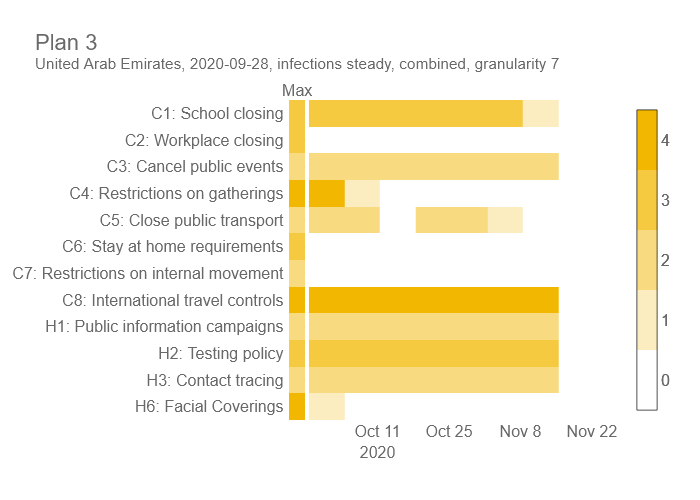 Plan 3
United Arab Emirates, 2020-09-28, infections steady, combined, granularity 7
Max
C1: School closing
C2: Workplace closing
C3: Cancel public events
C4: Restrictions on gatherings
C5: Close public transport
C6: Stay at home requirements
C7: Restrictions on internal movement
C8: International travel controls
H1: Public information campaigns
H2: Testing policy
H3: Contact tracing
H6: Facial Coverings
Oct 11 Oct 25 Nov 8 Nov 22
2020
4
3
2
1
0